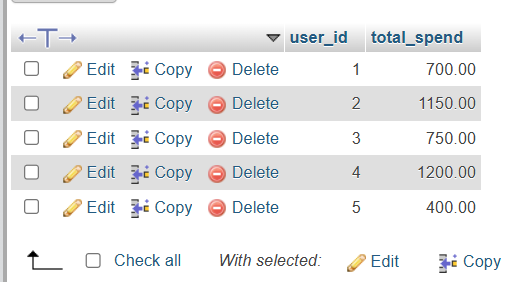 user_id total_spend
Edit Copy Delete 1 700.00
Edit Copy Delete 2 1150.00
Edit Copy Delete 3 750.00
Edit Copy Delete 4 1200.00
Edit Copy Delete 5 400.00
Check all With selected: Edit Copy